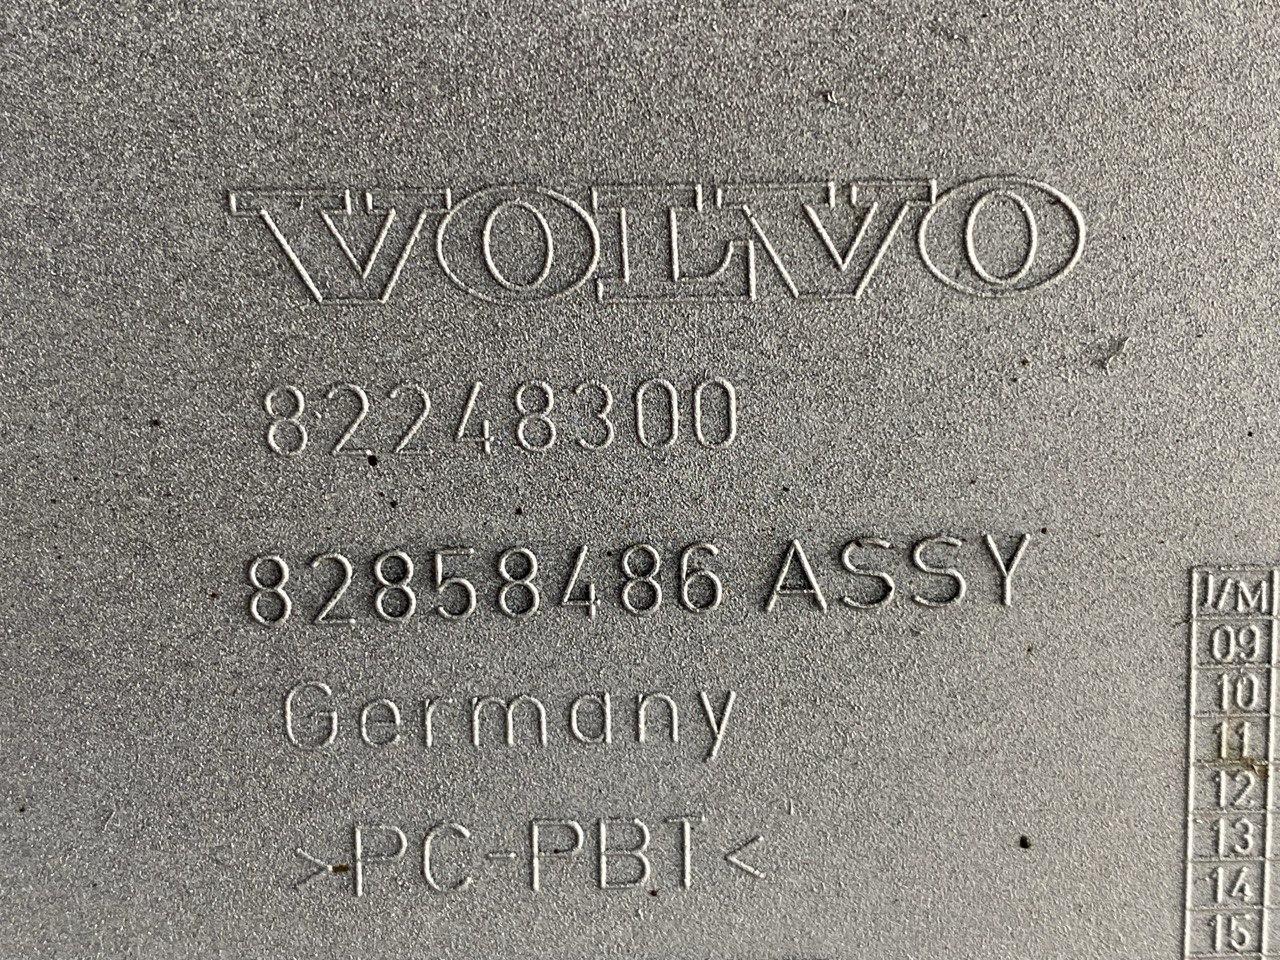 VOLVO
82248300
82858486 ASSY
Germany
>PC-PBT<
J/M
09
10
11
12
13
14
15